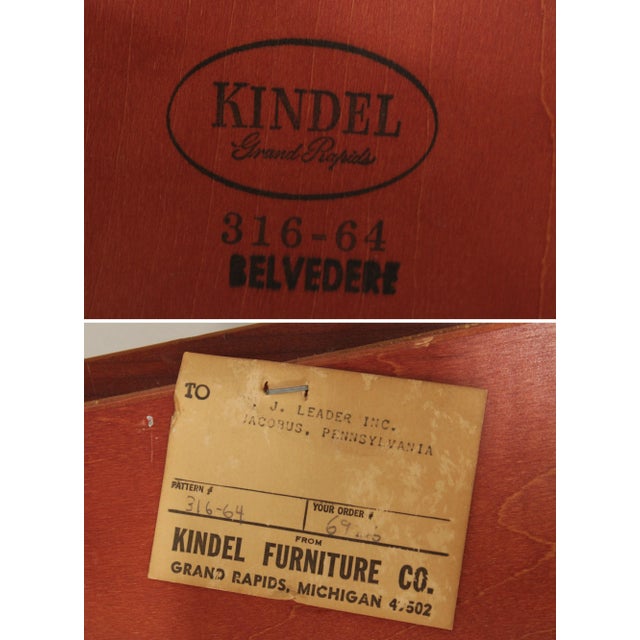 KINDEL
Grand Rapids
316-64
BELVEDERE
TO
J. LEADER INC.
JACOBUS, PENNSYLVANIA
PATTERN #
YOUR ORDER #
316-64
FROM
KINDEL FURNITURE CO.
GRAND RAPIDS, MICHIGAN